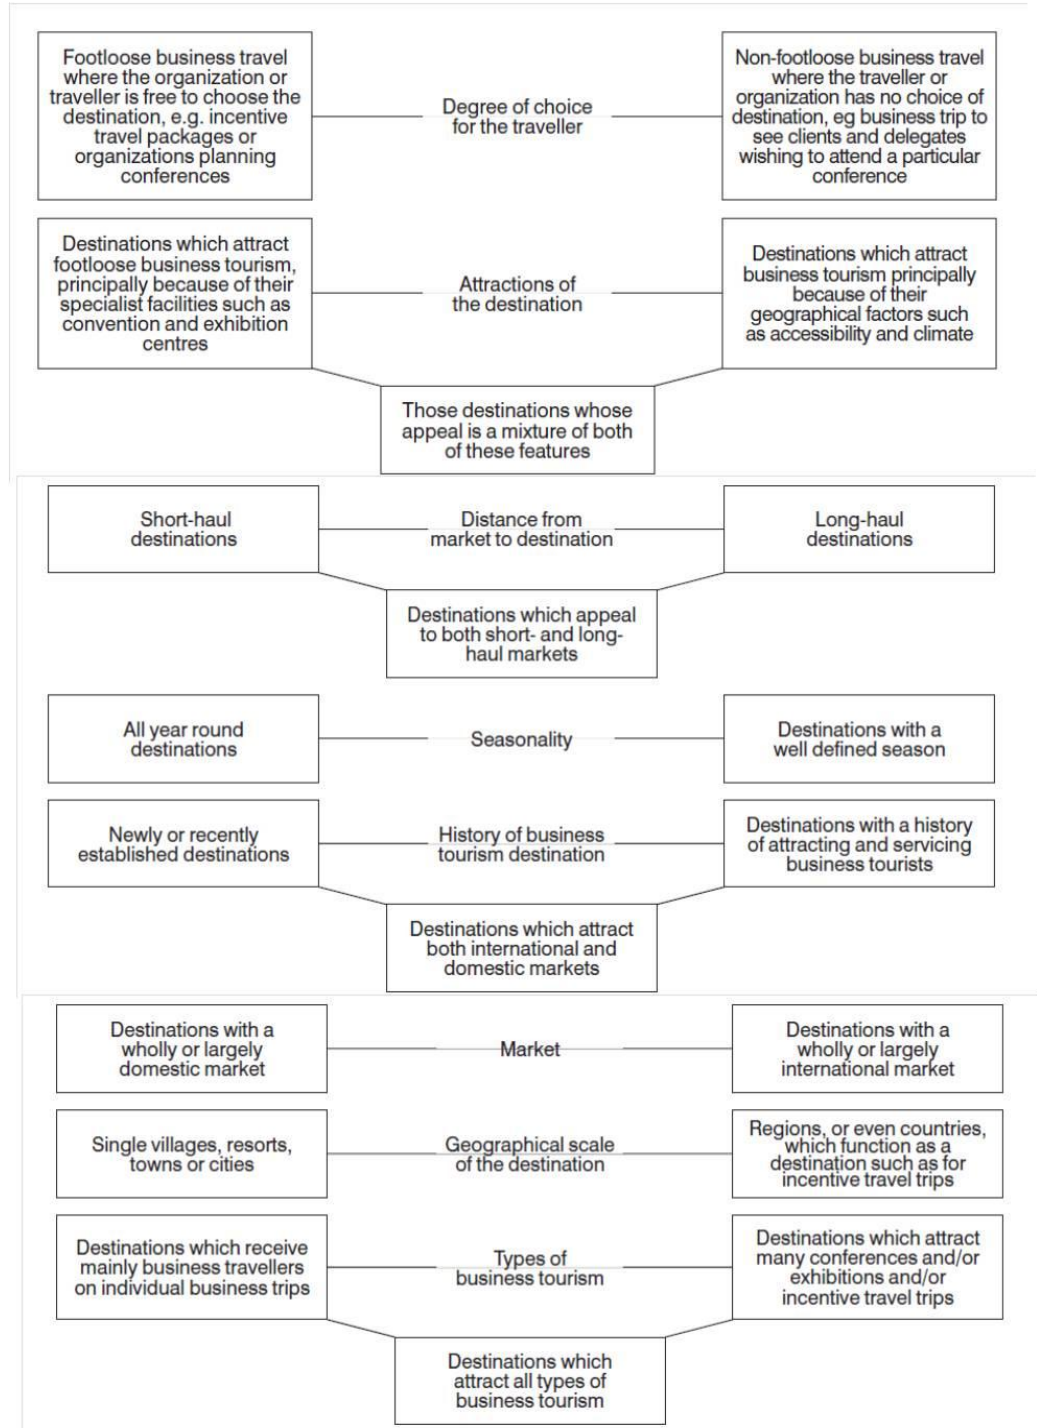 Footloose business travel
where the organization or
traveller is free to choose the
destination, e.g. incentive
travel packages or
organizations planning
conferences
Degree of choice
for the traveller
Non-footloose business travel
where the traveller or
organization has no choice of
destination, eg business trip to
see clients and delegates
wishing to attend a particular
conference
Destinations which attract
footloose business tourism,
principally because of their
specialist facilities such as
convention and exhibition
centres
Attractions of
the destination
Destinations which attract
business tourism principally
because of their
geographical factors such
as accessibility and climate
Those destinations whose
appeal is a mixture of both
of these features
Short-haul
destinations
Distance from
market to destination
Long-haul
destinations
Destinations which appeal
to both short- and long-
haul markets
All year round
destinations
Seasonality
Destinations with a
well defined season
Newly or recently
established destinations
History of business
tourism destination
Destinations with a history
of attracting and servicing
business tourists
Destinations which attract
both international and
domestic markets
Destinations with a
wholly or largely
domestic market
Market
Destinations with a
wholly or largely
international market
Single villages, resorts,
towns or cities
Geographical scale
of the destination
Regions, or even countries,
which function as a
destination such as for
incentive travel trips
Destinations which receive
mainly business travellers
on individual business trips
Types of
business tourism
Destinations which attract
many conferences and/or
exhibitions and/or
incentive travel trips
Destinations which
attract all types of
business tourism